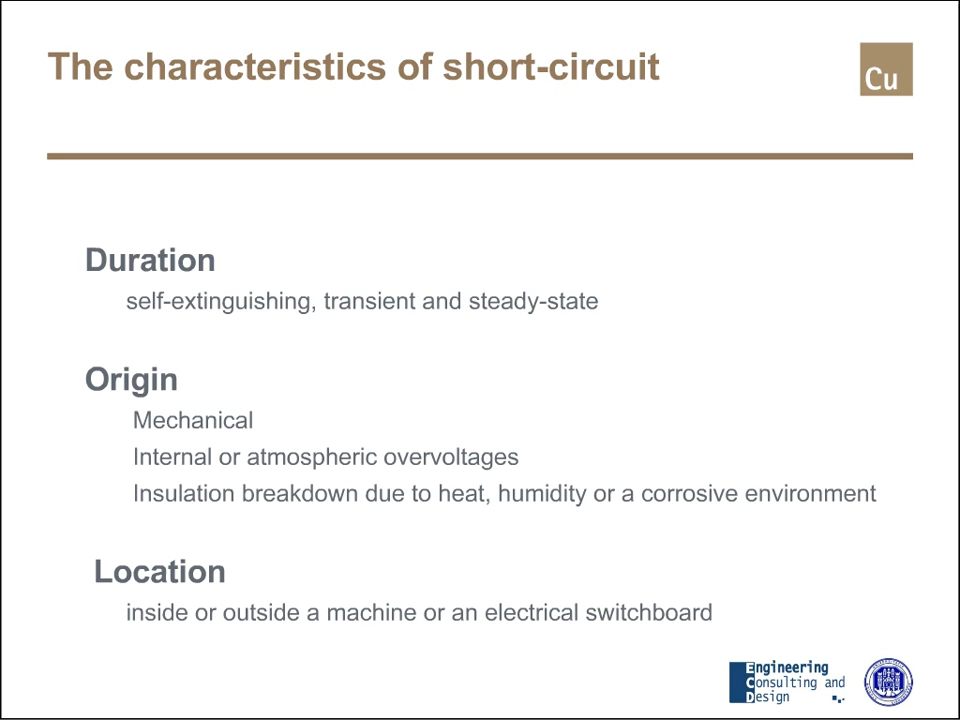 The characteristics of short-circuit
Cu
Duration
self-extinguishing, transient and steady-state
Origin
Mechanical
Internal or atmospheric overvoltages
Insulation breakdown due to heat, humidity or a corrosive environment
Location
inside or outside a machine or an electrical switchboard
Engineering
Consulting and
Design